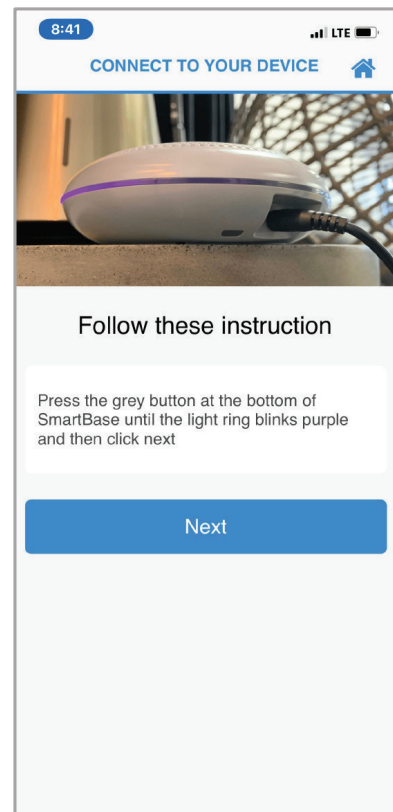 8:41
LTE
CONNECT TO YOUR DEVICE
Follow these instruction
Press the grey button at the bottom of
SmartBase until the light ring blinks purple
and then click next
Next